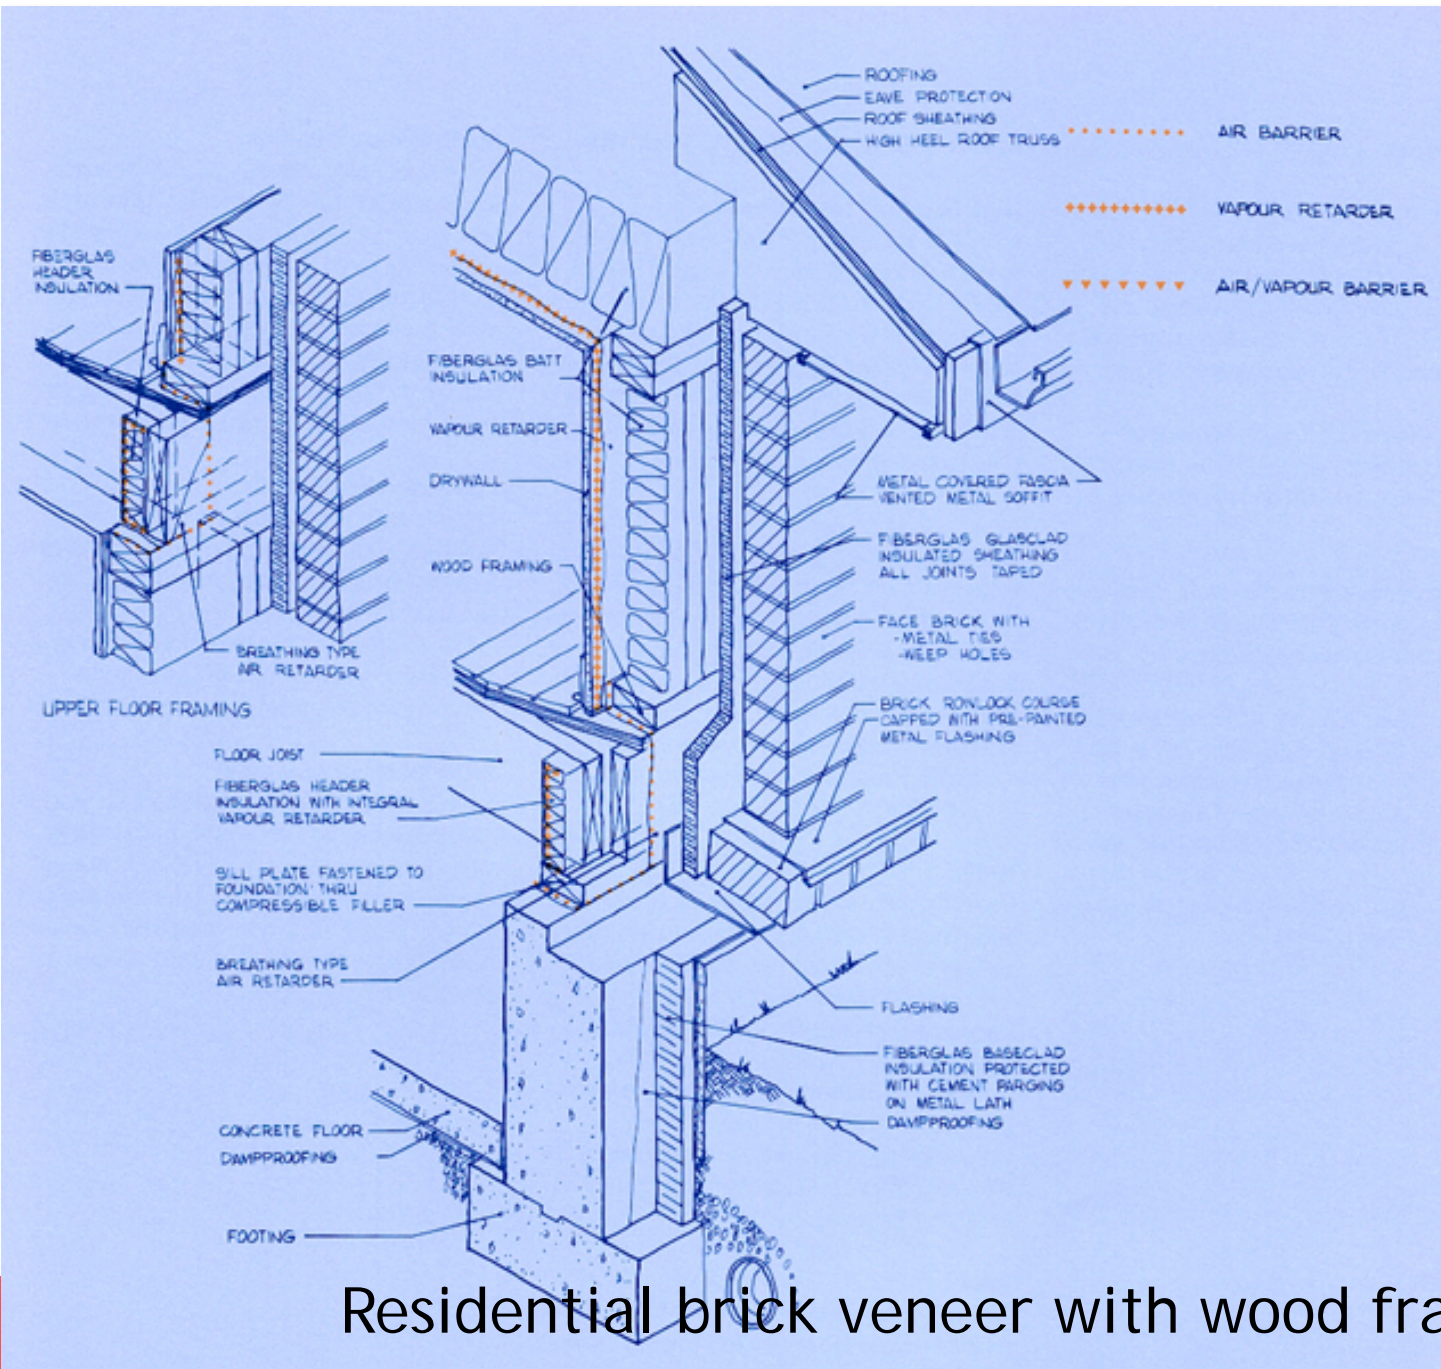 ROOFING
EAVE PROTECTION
ROOF SHEATHING
HIGH HEEL ROOF TRUSS
AIR BARRIER
VAPOUR RETARDER
AIR/VAPOUR BARRIER
FIBERGLAS
HEADER
INSULATION
FIBERGLAS BATT
INSULATION
VAPOUR RETARDER
DRYWALL
WOOD FRAMING
METAL COVERED FASCIA
VENTED METAL SOFFIT
FIBERGLAS GLASCLAD
INSULATED SHEATHING
ALL JOINTS TAPED
FACE BRICK WITH
-METAL TIES
-WEEP HOLES
BREATHING TYPE
AIR RETARDER
UPPER FLOOR FRAMING
BRICK ROWLOCK COURSE
CAPPED WITH PRE-PAINTED
METAL FLASHING
FLOOR JOIST
FIBERGLAS HEADER
INSULATION WITH INTEGRAL
VAPOUR RETARDER
SILL PLATE FASTENED TO
FOUNDATION THRU
COMPRESSIBLE FILLER
BREATHING TYPE
AIR RETARDER
FLASHING
FIBERGLAS BASECLAD
INSULATION PROTECTED
WITH CEMENT PARGING
ON METAL LATH
DAMPPROOFING
CONCRETE FLOOR
DAMPPROOFING
FOOTING
Residential brick veneer with wood fra